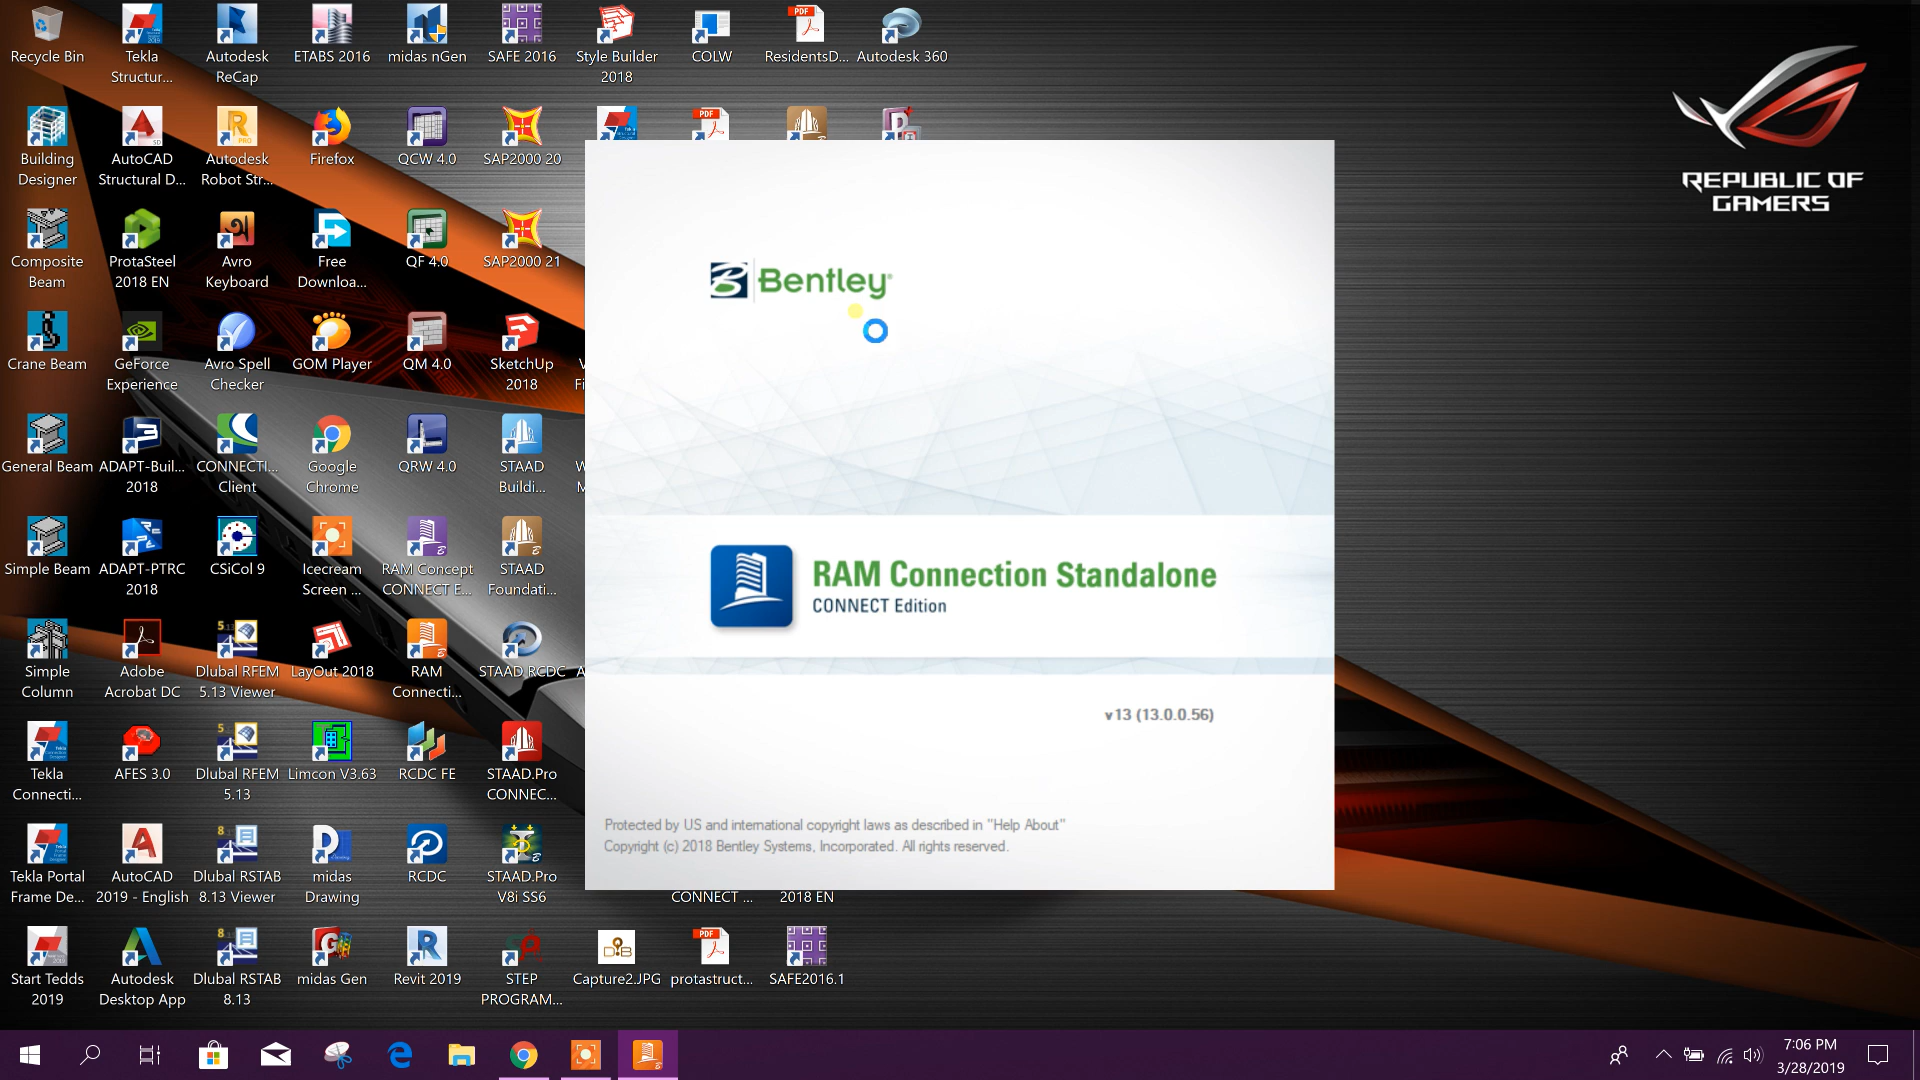 Recycle Bin
Tekla
Structur...
Autodesk
ReCap
ETABS 2016
midas nGen
SAFE 2016
Style Builder
2018
COLW
ResidentsD...
Autodesk 360
Building
Designer
AutoCAD
Structural D...
Autodesk
Robot Str...
Firefox
QCW 4.0
SAP2000 20
Composite
Beam
ProtaSteel
2018 EN
Avro
Keyboard
Free
Downloa...
QF 4.0
SAP2000 21
Crane Beam
GeForce
Experience
Avro Spell
Checker
GOM Player
QM 4.0
SketchUp
2018
General Beam
ADAPT-Buil...
2018
CONNECTI...
Client
Google
Chrome
QRW 4.0
STAAD
Buildi...
Simple Beam
ADAPT-PTRC
2018
CSiCol 9
Icecream
Screen ...
RAM Concept
CONNECT E...
STAAD
Foundati...
Simple
Column
Adobe
Acrobat DC
Dlubal RFEM
5.13 Viewer
LayOut 2018
RAM
Connecti...
STAAD RCDC
Tekla
Connecti...
AFES 3.0
Dlubal RFEM
5.13
Limcon V3.63
RCDC FE
STAAD.Pro
CONNEC...
Tekla Portal
Frame De...
AutoCAD
2019 - English
Dlubal RSTAB
8.13 Viewer
midas
Drawing
RCDC
STAAD.Pro
V8i SS6
CONNECT ...
2018 EN
Start Tedds
2019
Autodesk
Desktop App
Dlubal RSTAB
8.13
midas Gen
Revit 2019
STEP
PROGRAM...
Capture2.JPG
protastruct...
SAFE2016.1
REPUBLIC OF
GAMERS
Bentley
RAM Connection Standalone
CONNECT Edition
v13 (13.0.0.56)
Protected by US and international copyright laws as described in "Help About"
Copyright (c) 2018 Bentley Systems, Incorporated. All rights reserved.
7:06 PM
3/28/2019